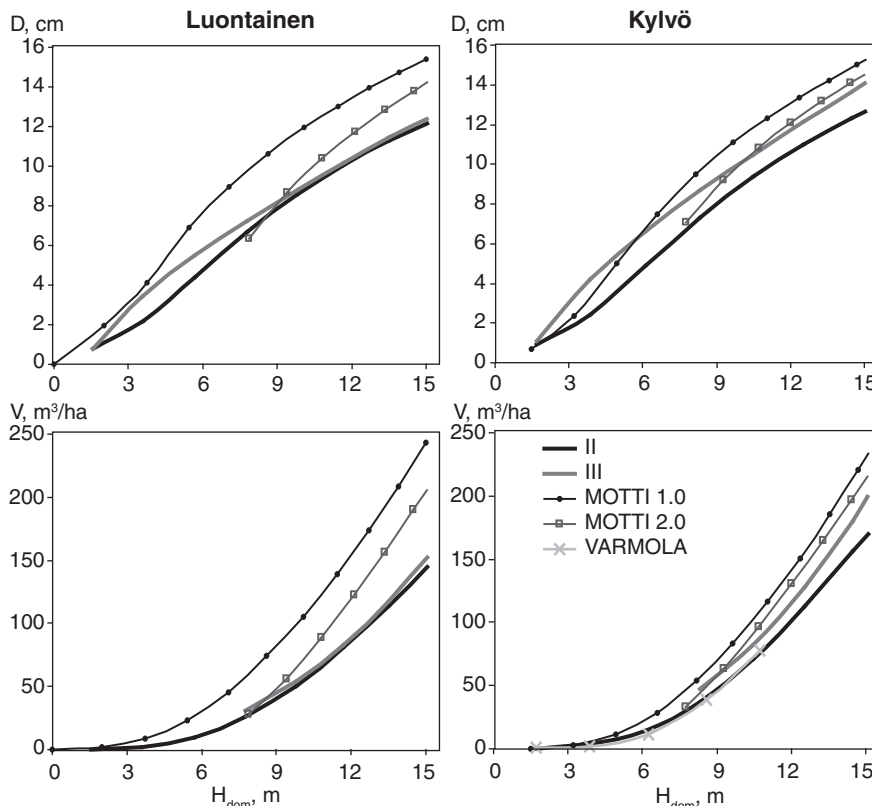 Luontainen
Kylvö
D, cm
16
14
12
10
8
6
4
2
0
0 3 6 9 12 15
D, cm
16
14
12
10
8
6
4
2
0
0 3 6 9 12 15
V, m³/ha
250
200
150
100
50
0
0 3 6 9 12 15
H_dom, m
V, m³/ha
250
200
150
100
50
0
0 3 6 9 12 15
H_dom, m
II
III
MOTTI 1.0
MOTTI 2.0
VARMOLA